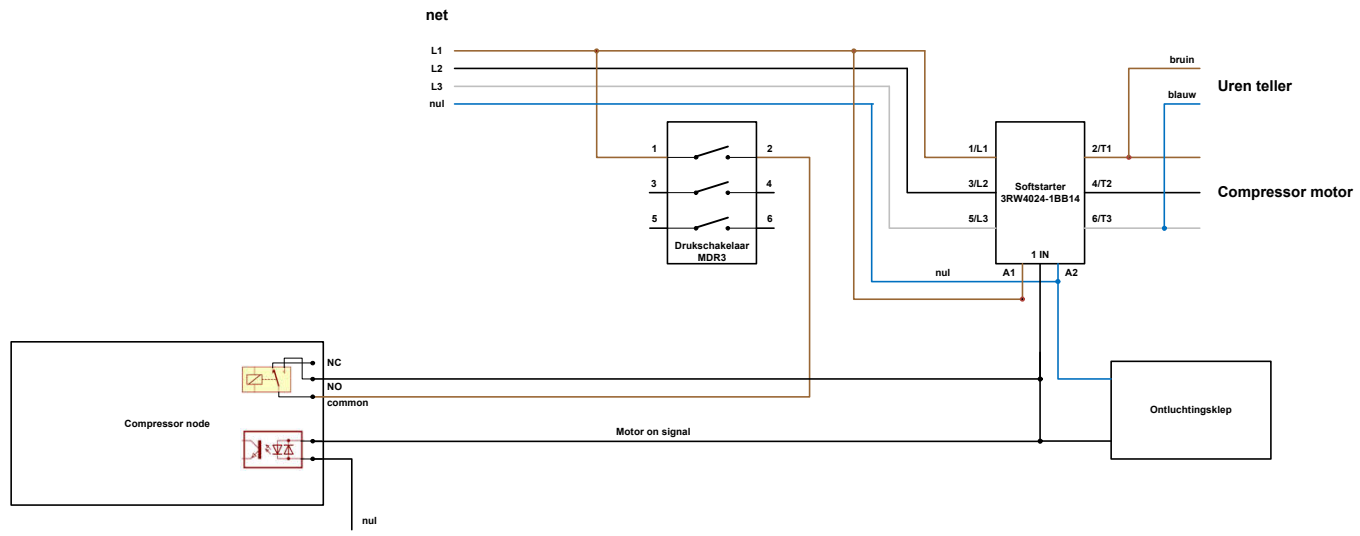 net
L1
L2
L3
nul
bruin
Uren teller
blauw
1
2
3
4
5
6
Drukschakelaar
MDR3
1/L1
2/T1
3/L2
Softstarter
3RW4024-1BB14
4/T2
Compressor motor
5/L3
6/T3
1 IN
nul
A1
A2
NC
NO
common
Compressor node
Motor on signal
Ontluchtingsklep
nul